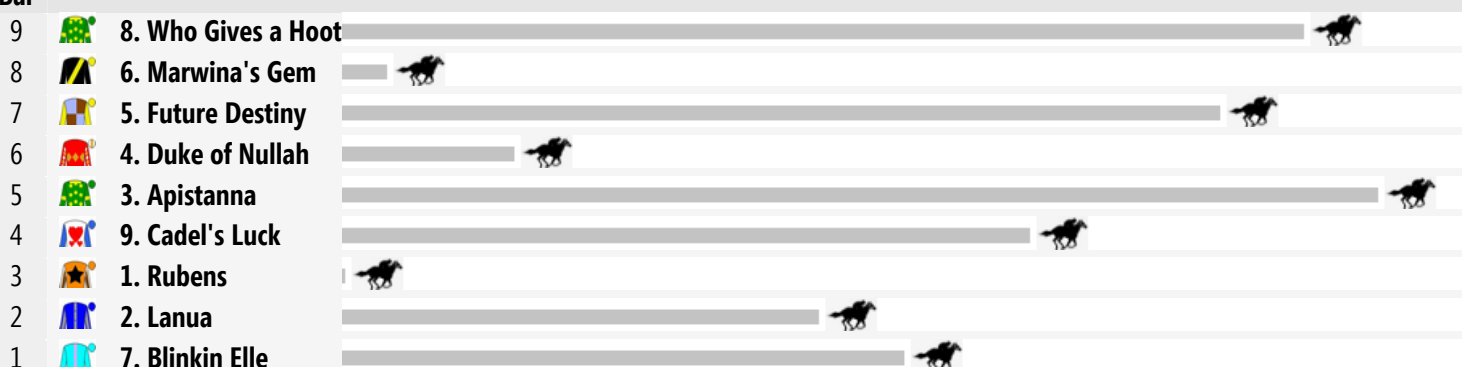 Bar
9 8. Who Gives a Hoot
8 6. Marwina's Gem
7 5. Future Destiny
6 4. Duke of Nullah
5 3. Apistanna
4 9. Cadel's Luck
3 1. Rubens
2 2. Lanua
1 7. Blinkin Elle